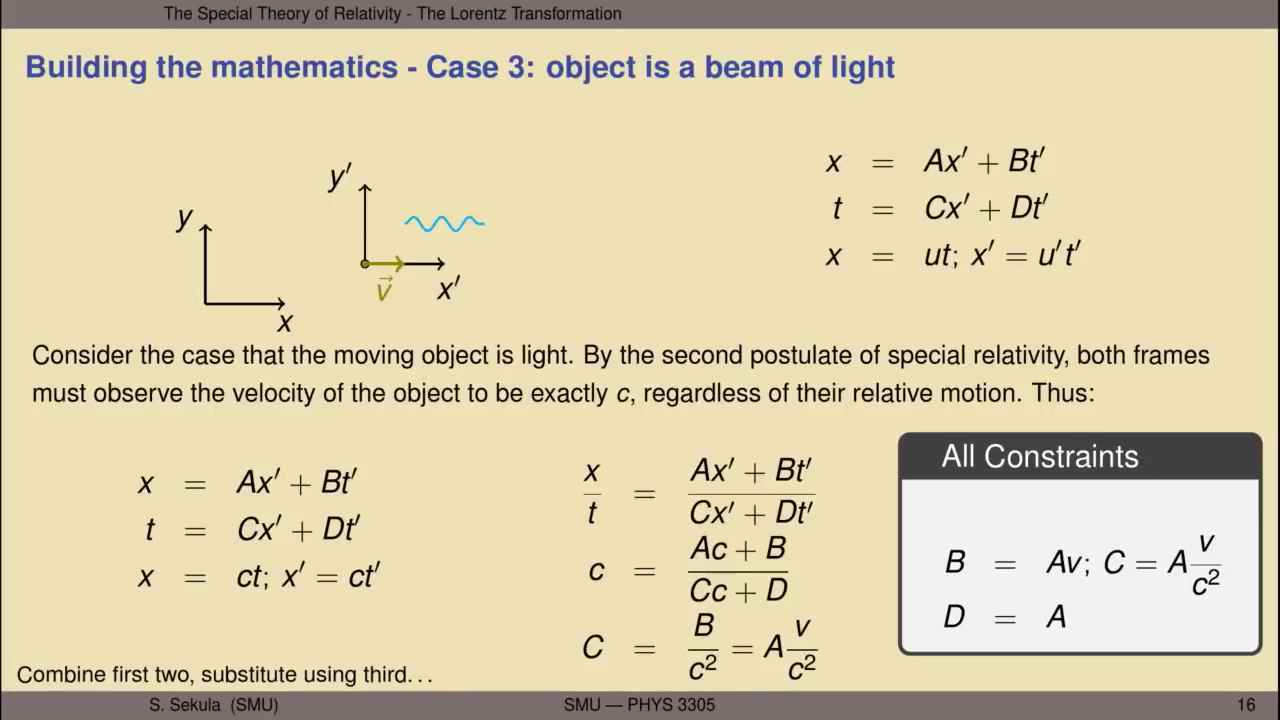 The Special Theory of Relativity - The Lorentz Transformation
Building the mathematics - Case 3: object is a beam of light
y
x
y′
x′
v⃗
x = Ax′ + Bt′
t = Cx′ + Dt′
x = ut; x′ = u′t′
Consider the case that the moving object is light. By the second postulate of special relativity, both frames
must observe the velocity of the object to be exactly c, regardless of their relative motion. Thus:
x = Ax′ + Bt′
t = Cx′ + Dt′
x = ct; x′ = ct′
Combine first two, substitute using third...
x/t = (Ax′ + Bt′)/(Cx′ + Dt′)
c = (Ac + B)/(Cc + D)
C = B/c² = A v/c²
All Constraints
B = Av; C = A v/c²
D = A
S. Sekula (SMU) SMU — PHYS 3305 16